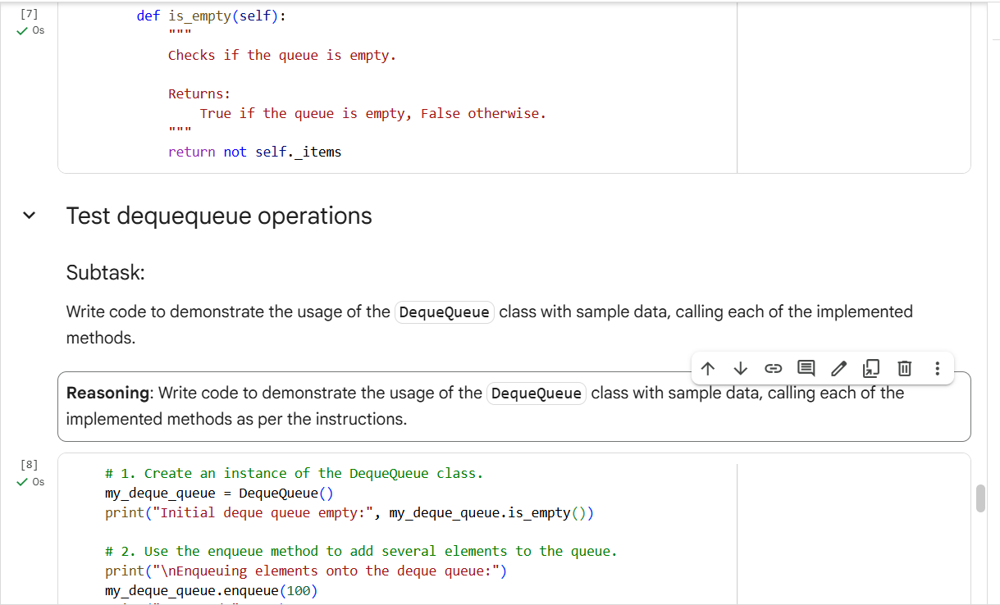 [7]
0s
def is_empty(self):
"""
Checks if the queue is empty.
Returns:
True if the queue is empty, False otherwise.
"""
return not self._items
Test dequequeue operations
Subtask:
Write code to demonstrate the usage of the DequeQueue class with sample data, calling each of the implemented
methods.
Reasoning: Write code to demonstrate the usage of the DequeQueue class with sample data, calling each of the
implemented methods as per the instructions.
[8]
0s
# 1. Create an instance of the DequeQueue class.
my_deque_queue = DequeQueue()
print("Initial deque queue empty:", my_deque_queue.is_empty())
# 2. Use the enqueue method to add several elements to the queue.
print("\nEnqueuing elements onto the deque queue:")
my_deque_queue.enqueue(100)